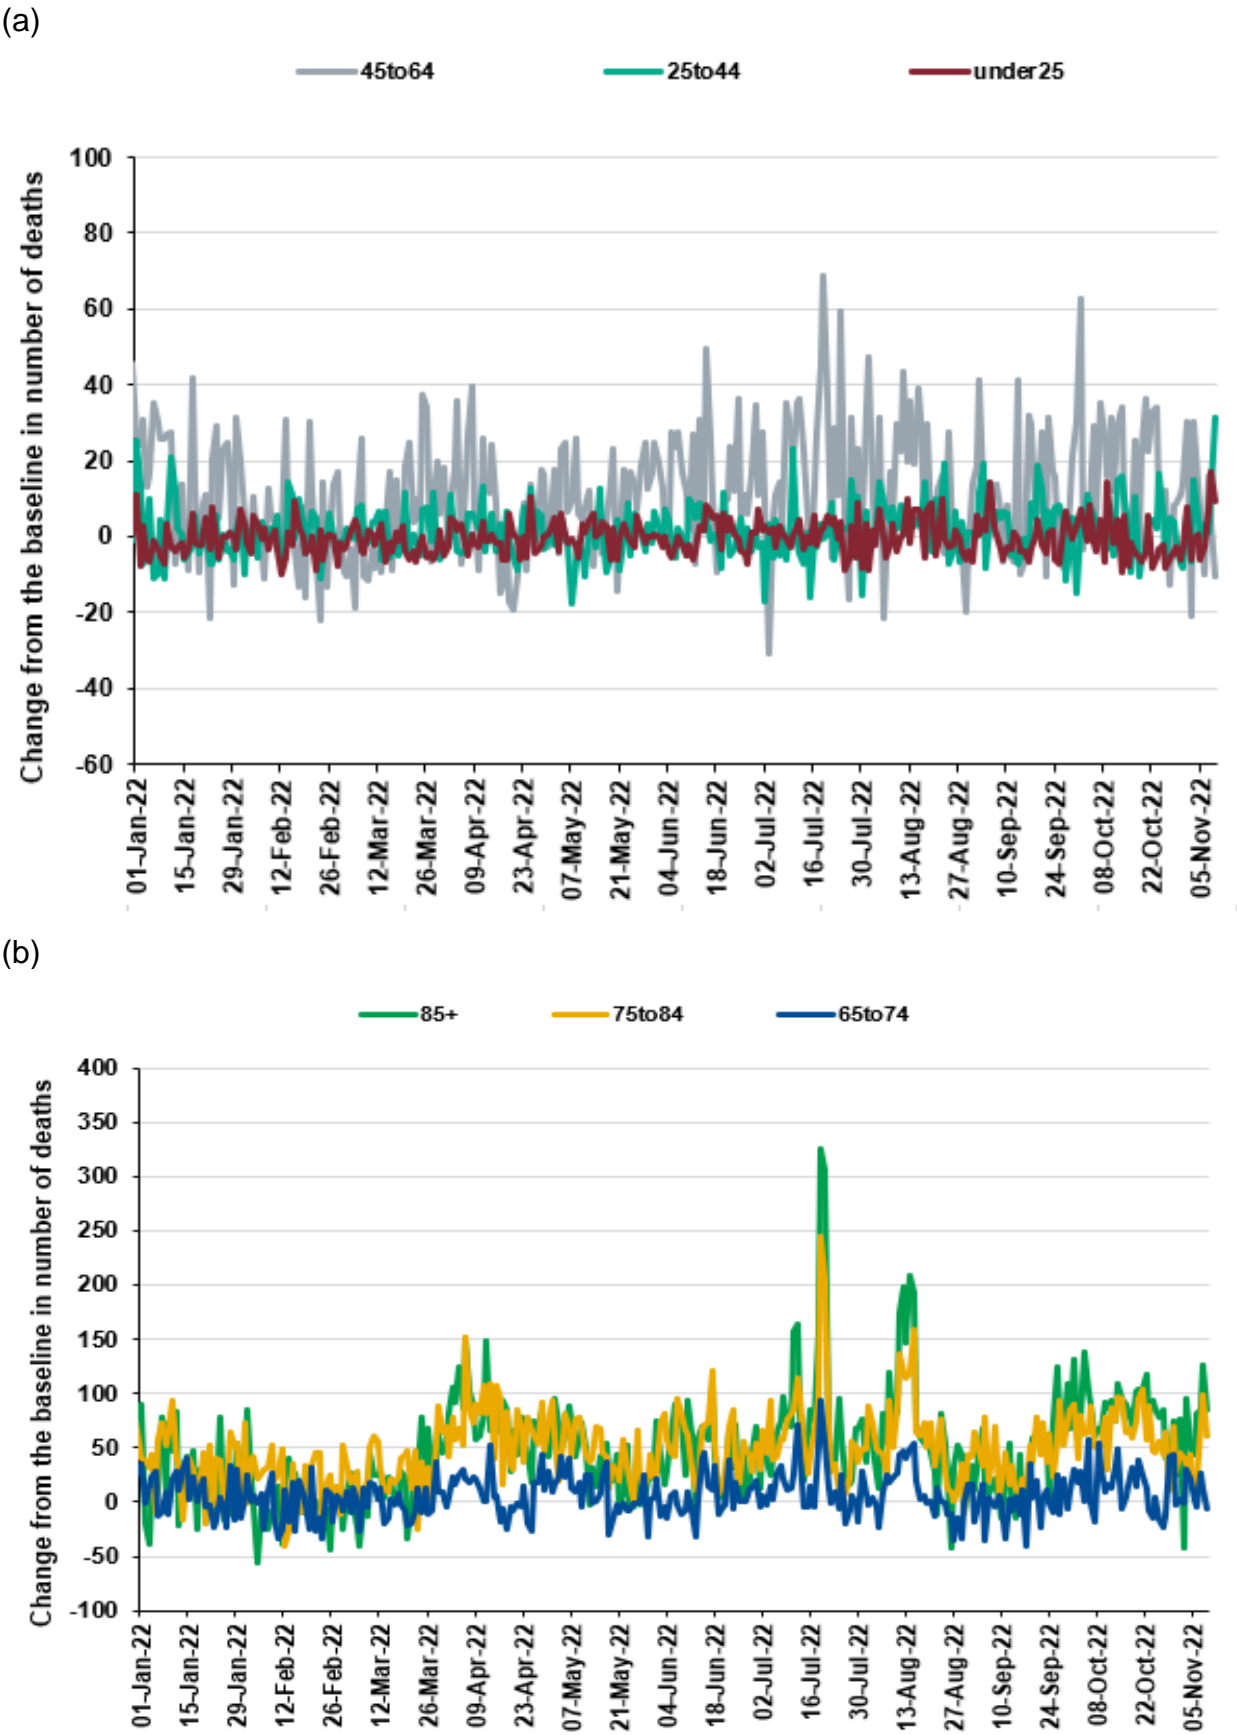 (a)
45to64 25to44 under25
Change from the baseline in number of deaths
100
80
60
40
20
0
-20
-40
-60
01-Jan-22 15-Jan-22 29-Jan-22 12-Feb-22 26-Feb-22 12-Mar-22 26-Mar-22 09-Apr-22 23-Apr-22 07-May-22 21-May-22 04-Jun-22 18-Jun-22 02-Jul-22 16-Jul-22 30-Jul-22 13-Aug-22 27-Aug-22 10-Sep-22 24-Sep-22 08-Oct-22 22-Oct-22 05-Nov-22
(b)
85+ 75to84 65to74
Change from the baseline in number of deaths
400
350
300
250
200
150
100
50
0
-50
-100
01-Jan-22 15-Jan-22 29-Jan-22 12-Feb-22 26-Feb-22 12-Mar-22 26-Mar-22 09-Apr-22 23-Apr-22 07-May-22 21-May-22 04-Jun-22 18-Jun-22 02-Jul-22 16-Jul-22 30-Jul-22 13-Aug-22 27-Aug-22 10-Sep-22 24-Sep-22 08-Oct-22 22-Oct-22 05-Nov-22